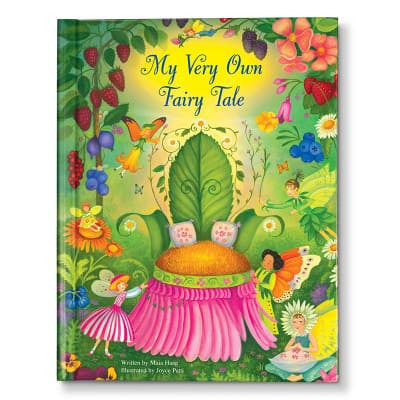 My Very Own
Fairy Tale
Written by Maia Haag
Illustrated by Joyce Patti